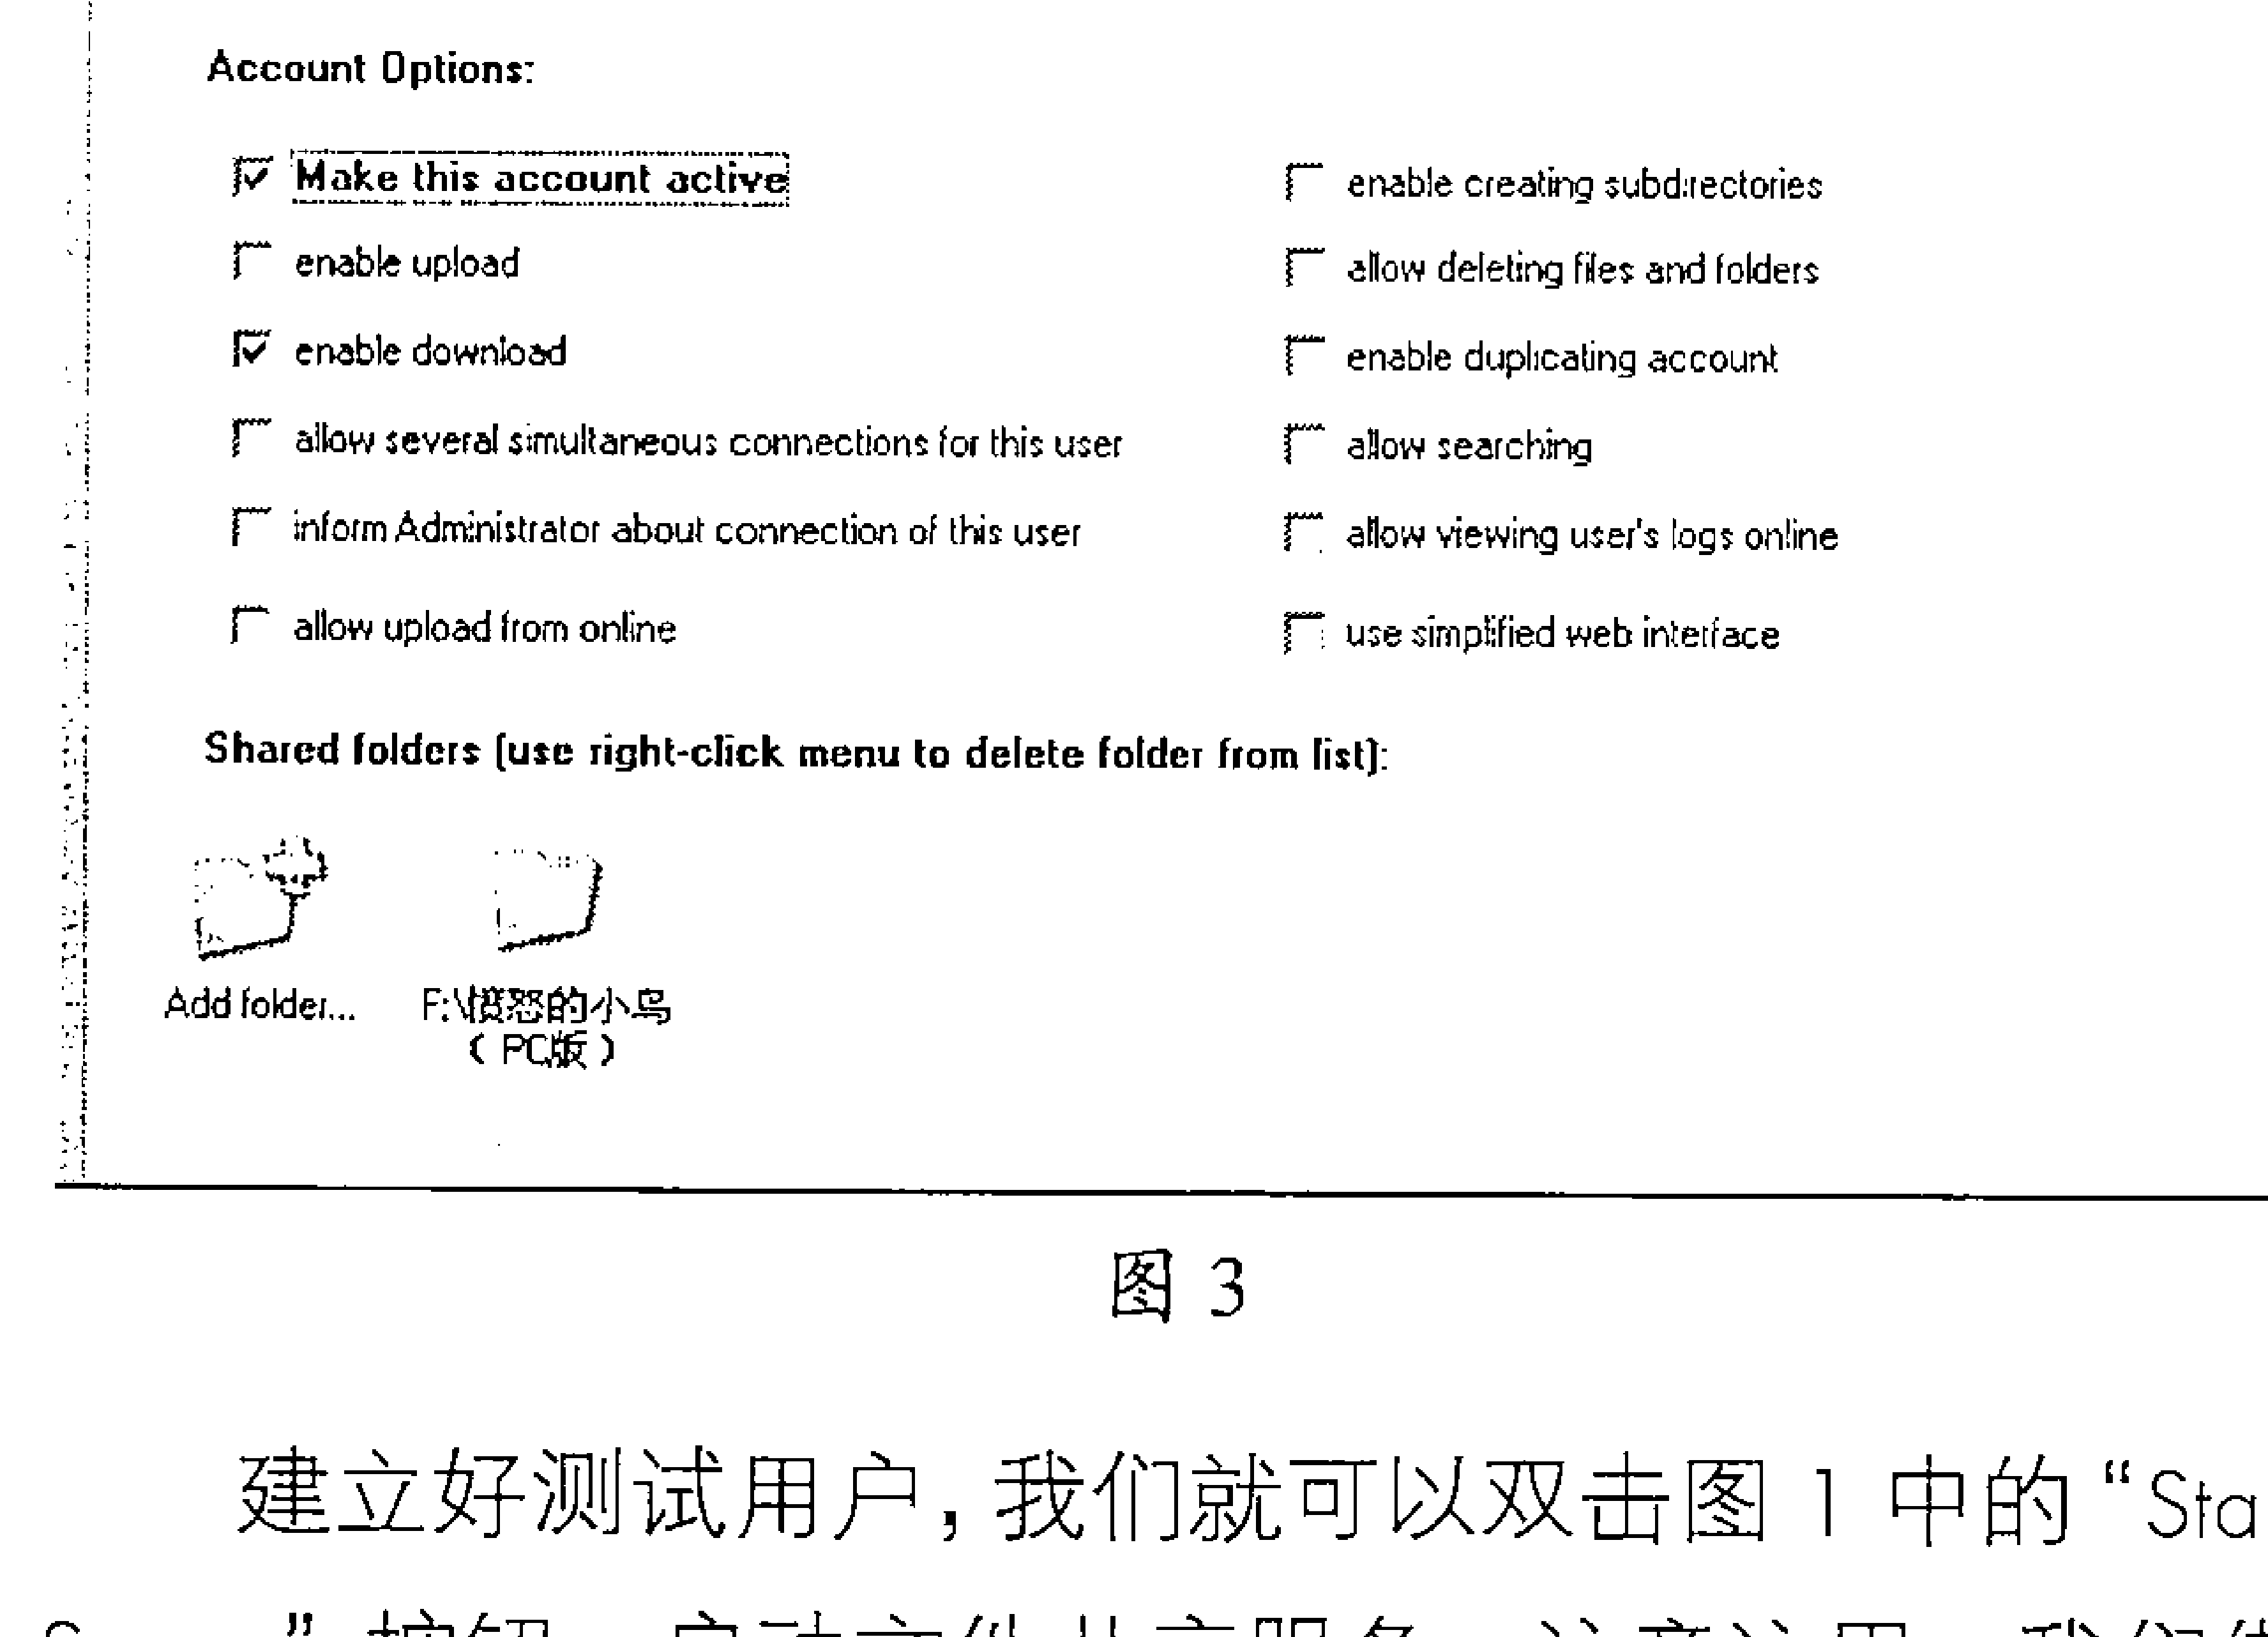 Account Options:
Make this account active
enable creating subdirectories
enable upload
allow deleting files and folders
enable download
enable duplicating account
allow several simultaneous connections for this user
allow searching
inform Administrator about connection of this user
allow viewing user's logs online
allow upload from online
use simplified web interface
Shared folders (use right-click menu to delete folder from list):
Add folder...
F:\愤怒的小鸟
（PC版）
图 3
建立好测试用户，我们就可以双击图 1 中的“Sta